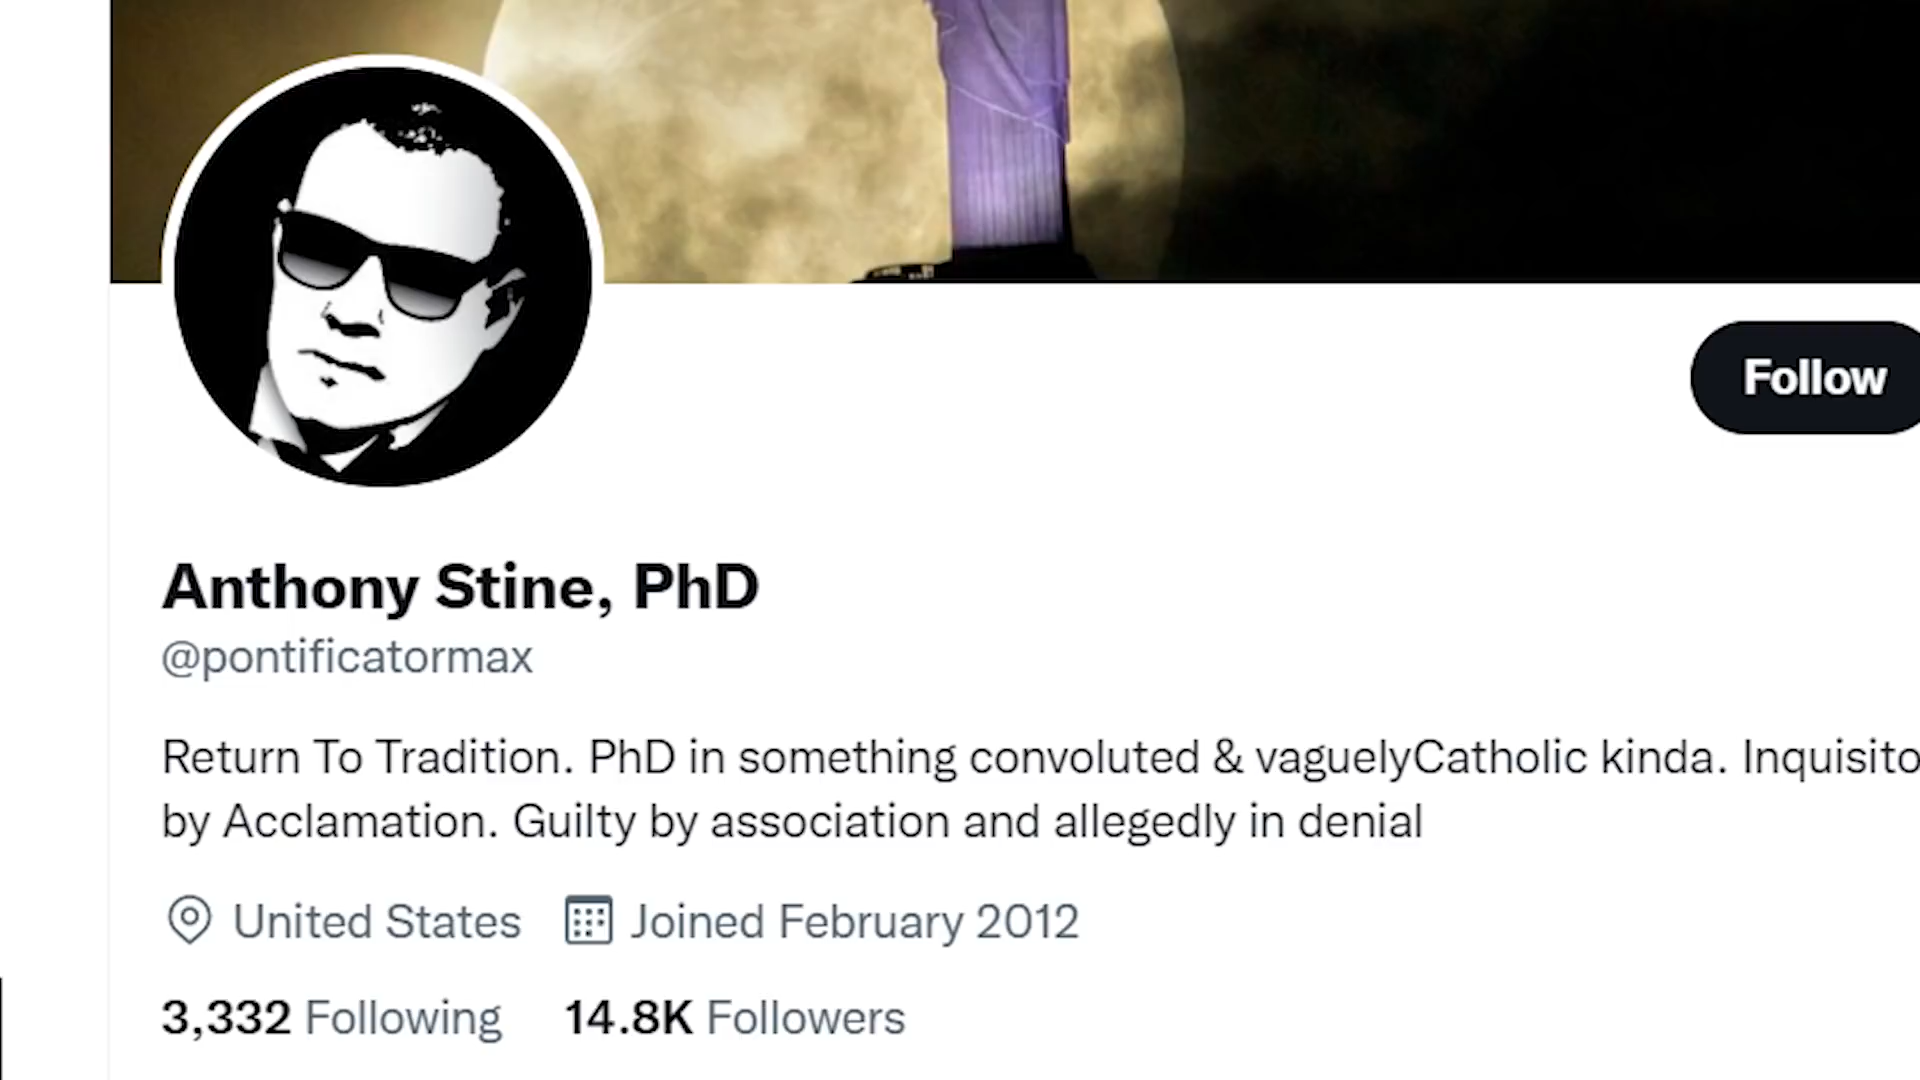 Follow
Anthony Stine, PhD
@pontificatormax
Return To Tradition. PhD in something convoluted & vaguelyCatholic kinda. Inquisito
by Acclamation. Guilty by association and allegedly in denial
United States Joined February 2012
3,332 Following 14.8K Followers